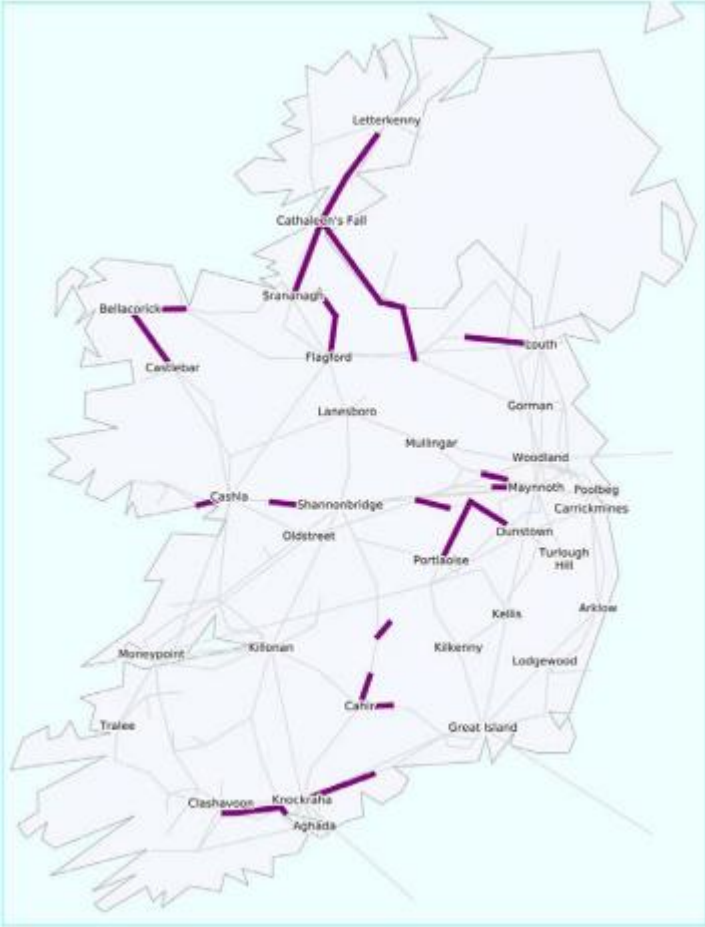 Letterkenny
Cathaleen's Fall
Srananagh
Bellacorick
Louth
Flagford
Castlebar
Lanesboro
Gorman
Mullingar
Woodland
Maynnoth
Poolbeg
Cashla
Shannonbridge
Carrickmines
Oldstreet
Dunstown
Turlough
Hill
Portlaoise
Kellis
Arklow
Moneypoint
Killonan
Kilkenny
Lodgewood
Cahir
Tralee
Great Island
Clashavoon
Knockraha
Aghada